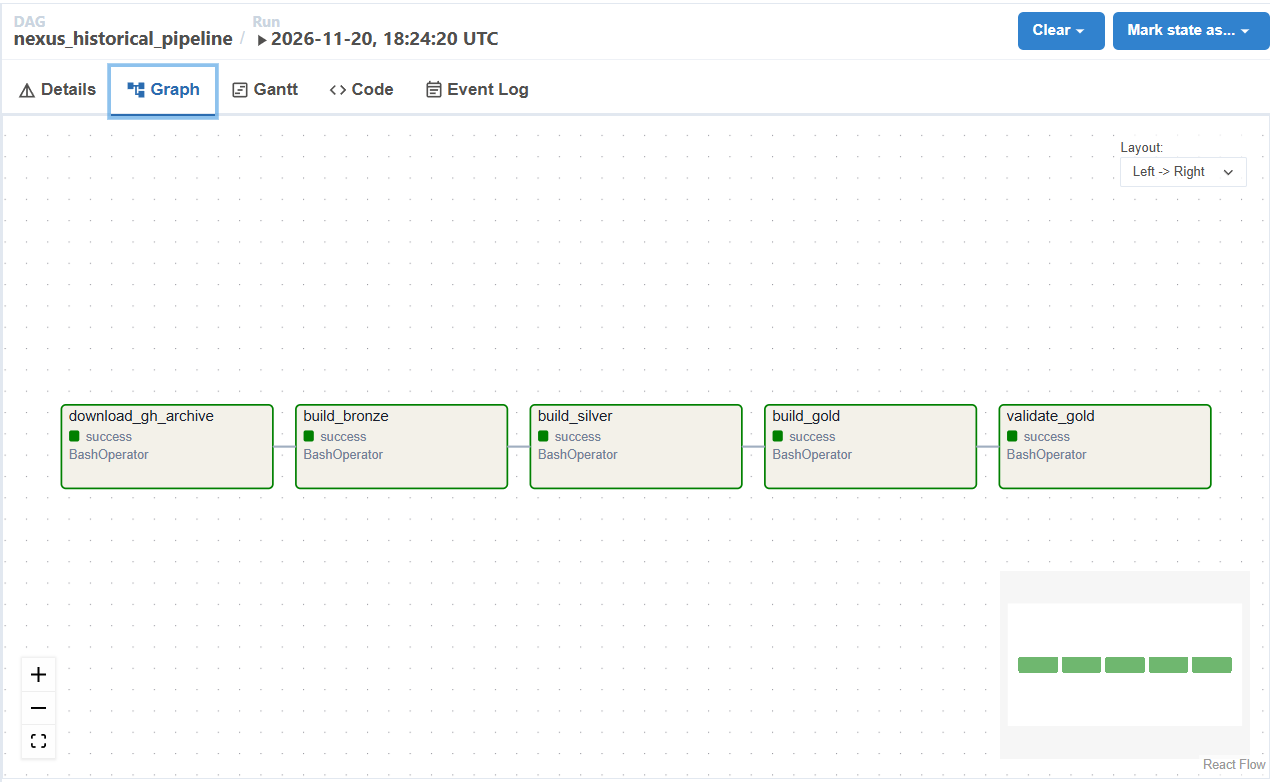 DAG
nexus_historical_pipeline / Run
2026-11-20, 18:24:20 UTC
Clear
Mark state as...
Details
Graph
Gantt
Code
Event Log
Layout:
Left -> Right
download_gh_archive
success
BashOperator
build_bronze
success
BashOperator
build_silver
success
BashOperator
build_gold
success
BashOperator
validate_gold
success
BashOperator
React Flow